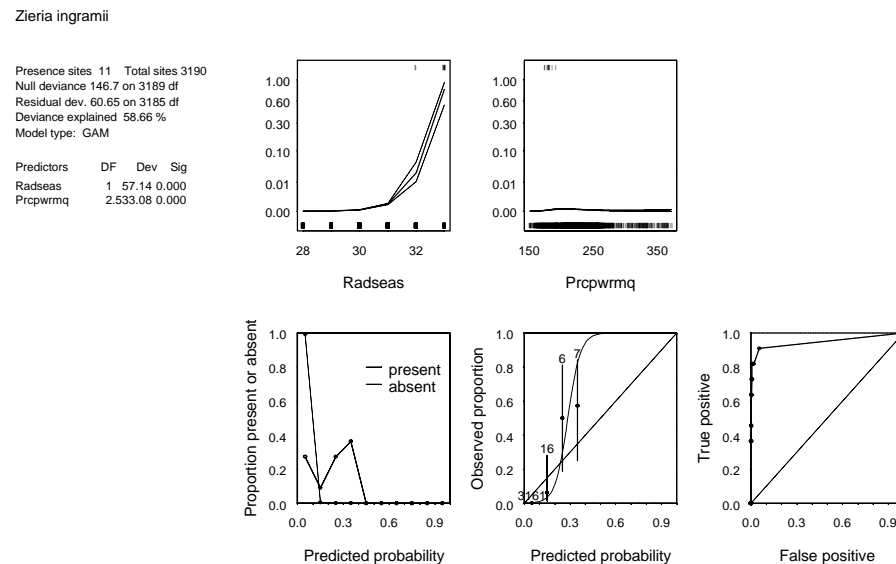 Zieria ingramii
Presence sites 11 Total sites 3190
Null deviance 146.7 on 3189 df
Residual dev. 60.65 on 3185 df
Deviance explained 58.66 %
Model type: GAM
Predictors DF Dev Sig
Radseas 1 57.14 0.000
Prcpwrmq 2.533.08 0.000
1.00
0.60
0.30
0.10
0.01
0.00
28 30 32
Radseas
1.00
0.60
0.30
0.10
0.01
0.00
150 250 350
Prcpwrmq
Proportion present or absent
1.0
0.8
0.6
0.4
0.2
0.0
present
absent
0.0 0.3 0.6 0.9
Predicted probability
Observed proportion
1.0
0.8
0.6
0.4
0.2
0.0
6
7
16
3161
0.0 0.3 0.6 0.9
Predicted probability
True positive
1.0
0.8
0.6
0.4
0.2
0.0
0.0 0.3 0.6 0.9
False positive